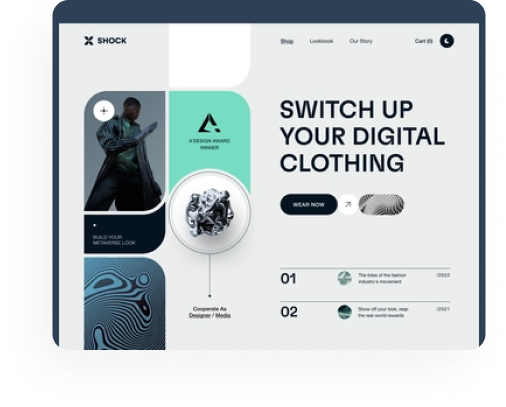 SHOCK
Shop
Lookbook
Our Story
Cart (0)
A'DESIGN AWARD
WINNER
SWITCH UP
YOUR DIGITAL
CLOTHING
WEAR NOW
BUILD YOUR
METAVERSE LOOK
01
The tides of the fashion
industry's movement
/2022
Cooperate As
Designer / Media
02
Show off your look, reap
the real-world rewards
/2021